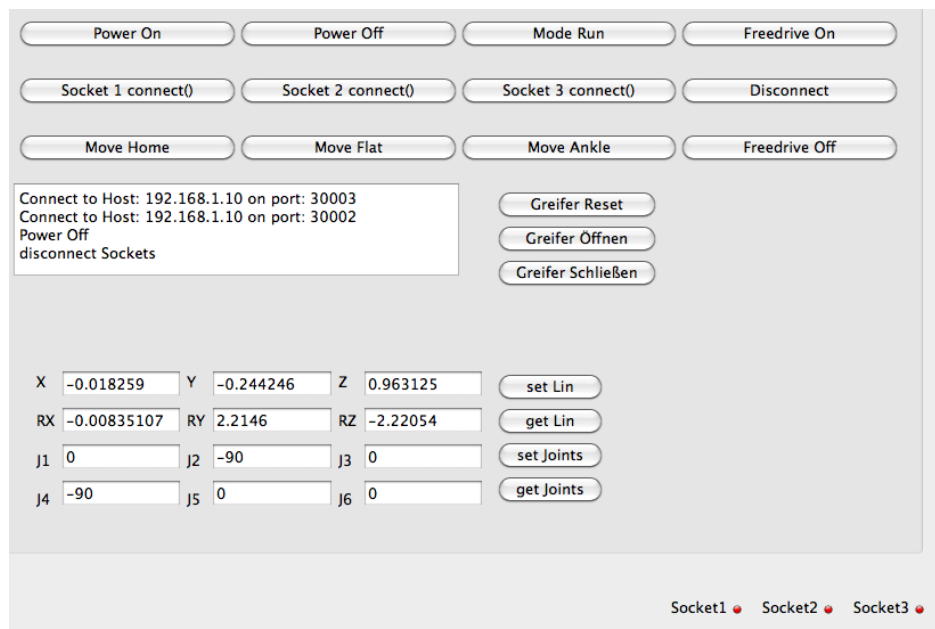 Power On Power Off Mode Run Freedrive On
Socket 1 connect() Socket 2 connect() Socket 3 connect() Disconnect
Move Home Move Flat Move Ankle Freedrive Off
Connect to Host: 192.168.1.10 on port: 30003
Connect to Host: 192.168.1.10 on port: 30002
Power Off
disconnect Sockets
Greifer Reset
Greifer Öffnen
Greifer Schließen
X -0.018259 Y -0.244246 Z 0.963125 set Lin
RX -0.00835107 RY 2.2146 RZ -2.22054 get Lin
J1 0 J2 -90 J3 0 set Joints
J4 -90 J5 0 J6 0 get Joints
Socket1 Socket2 Socket3